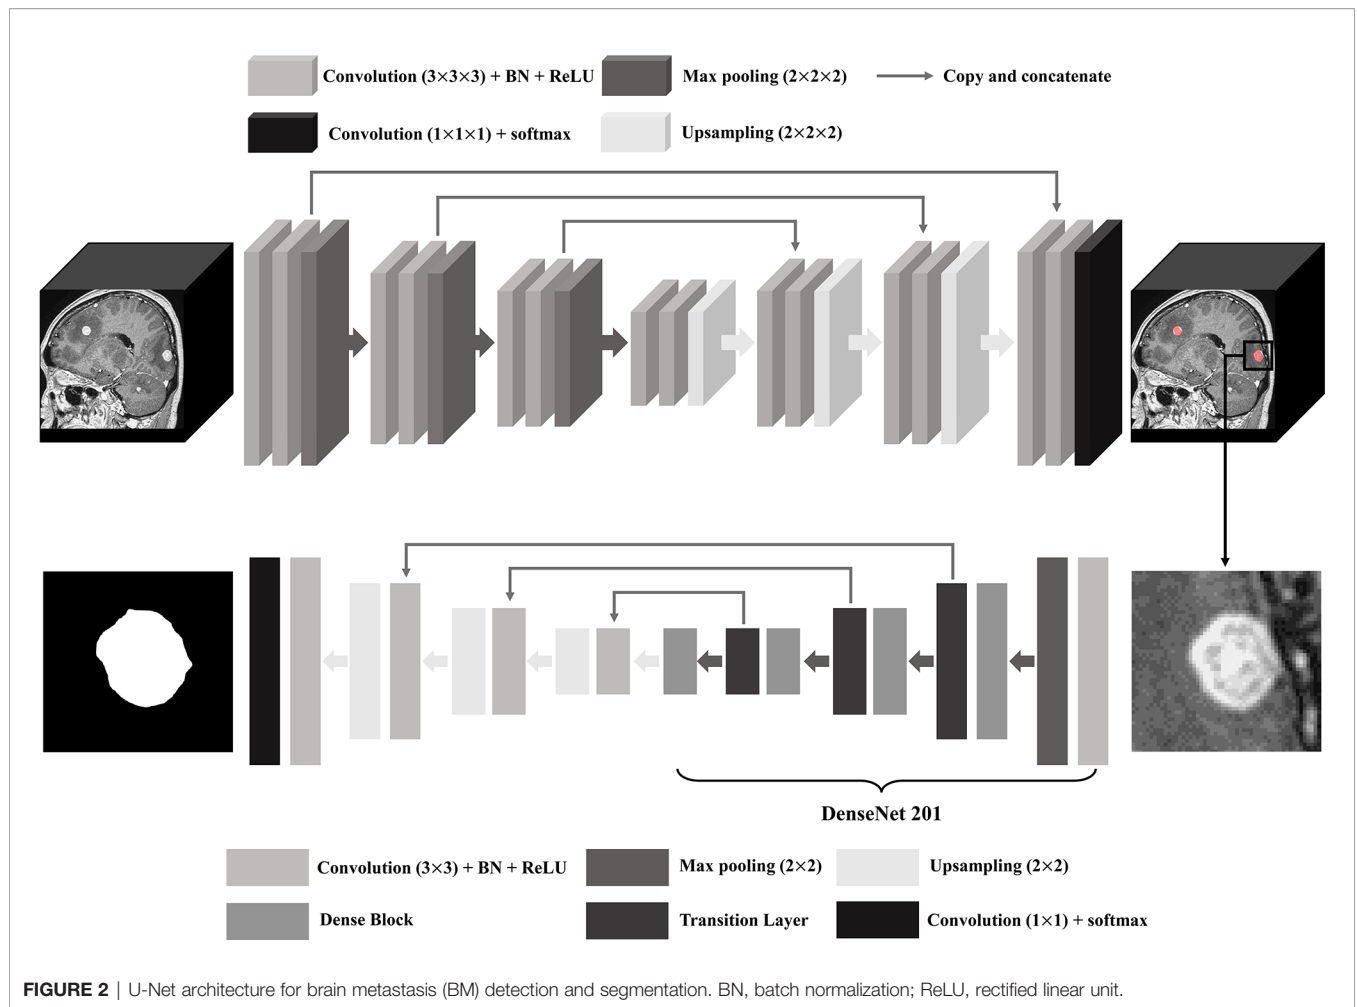 Convolution (3×3×3) + BN + ReLU
Max pooling (2×2×2)
Copy and concatenate
Convolution (1×1×1) + softmax
Upsampling (2×2×2)
DenseNet 201
Convolution (3×3) + BN + ReLU
Max pooling (2×2)
Upsampling (2×2)
Dense Block
Transition Layer
Convolution (1×1) + softmax
FIGURE 2 | U-Net architecture for brain metastasis (BM) detection and segmentation. BN, batch normalization; ReLU, rectified linear unit.